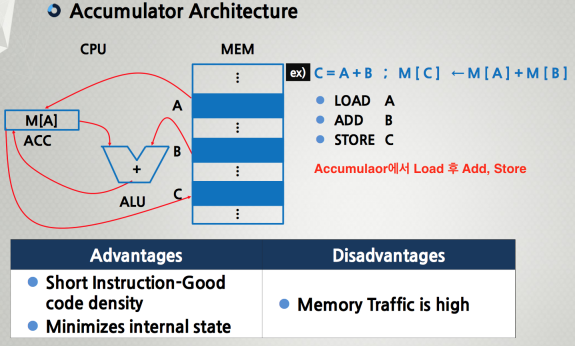 Accumulator Architecture
CPU
MEM
ex) C = A + B ; M [ C ] ← M [ A ] + M [ B ]
A
LOAD A
M[A]
ADD B
ACC
B
STORE C
+
Accumulaor에서 Load 후 Add, Store
ALU
C
Advantages
Disadvantages
Short Instruction-Good
code density
Minimizes internal state
Memory Traffic is high